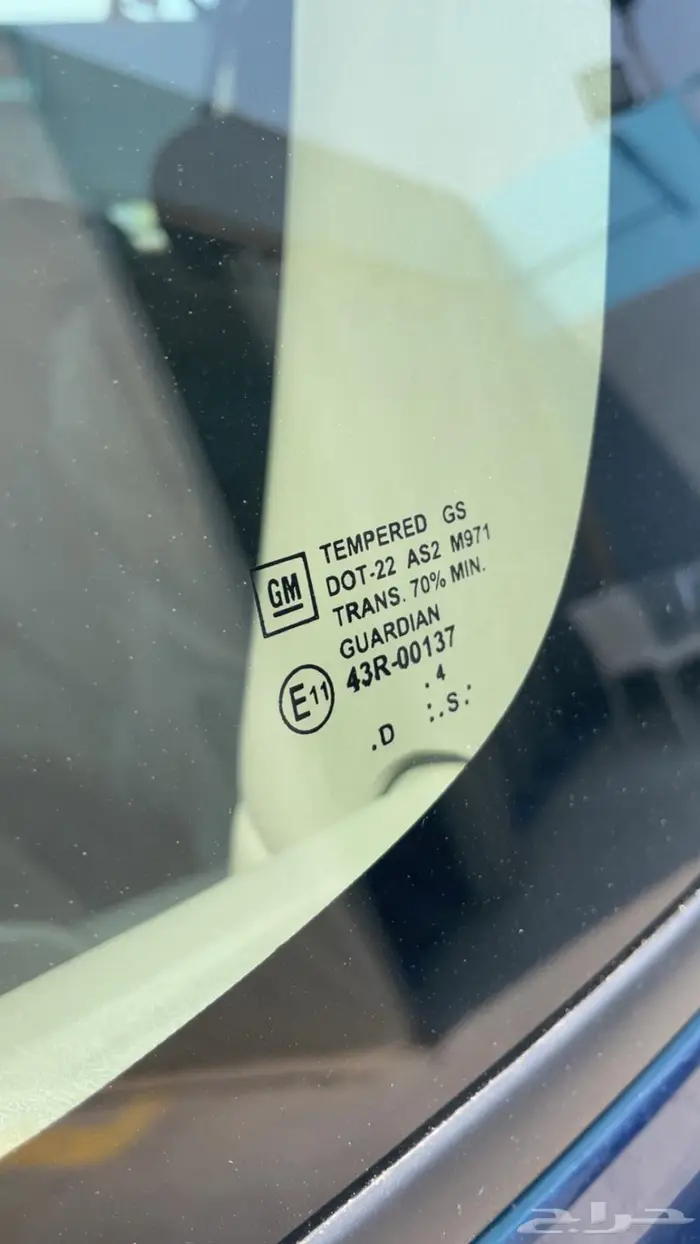 GM
TEMPERED GS
DOT-22 AS2 M971
TRANS. 70% MIN.
GUARDIAN
E11 43R-00137
.4
.D :.S:
حراج